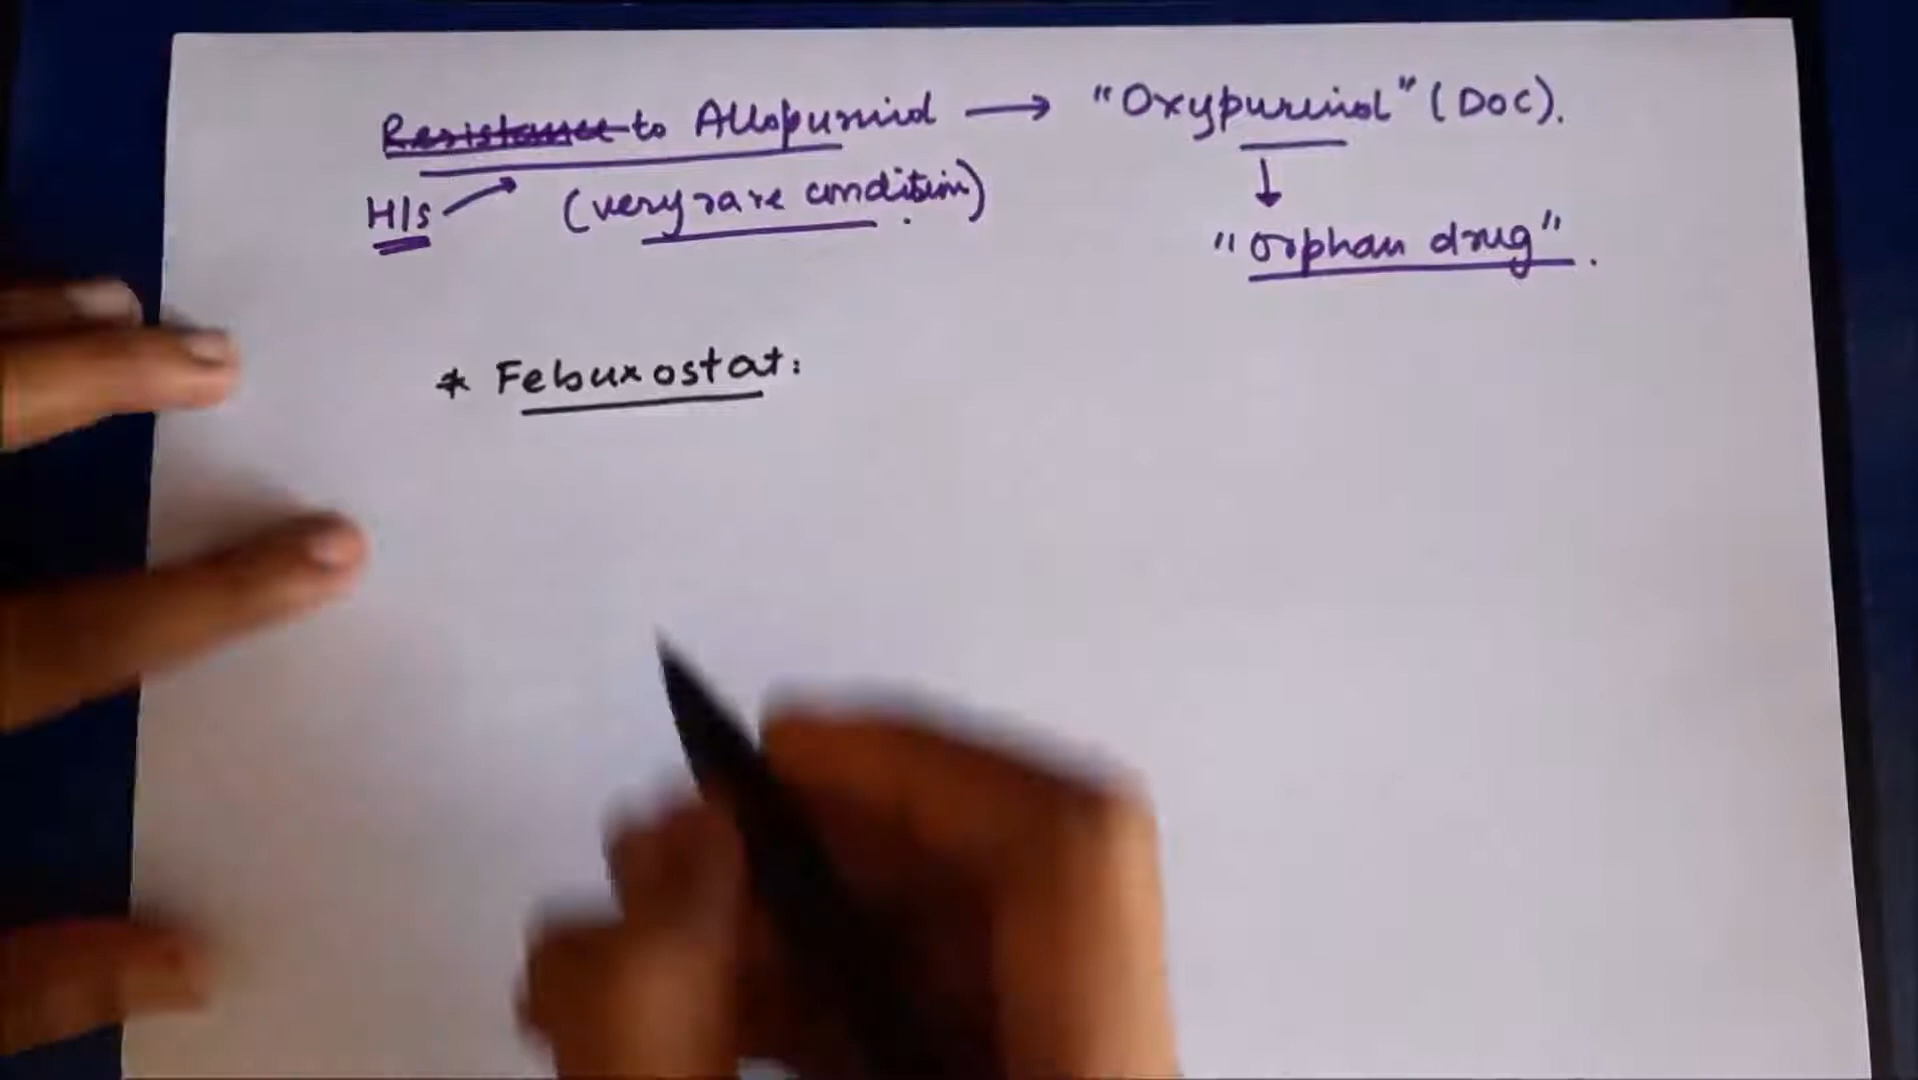 Resistance to Allopurinol → "Oxypurinol" (DOC).
H/s → (very rare condition)
↓
"orphan drug".
* Febuxostat: